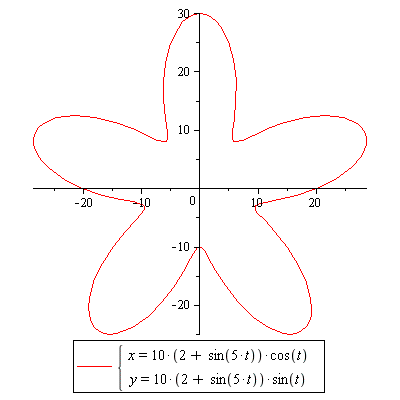 30
20
10
-20 -10 0 10 20
-10
-20
x = 10·(2 + sin(5·t))·cos(t)
y = 10·(2 + sin(5·t))·sin(t)